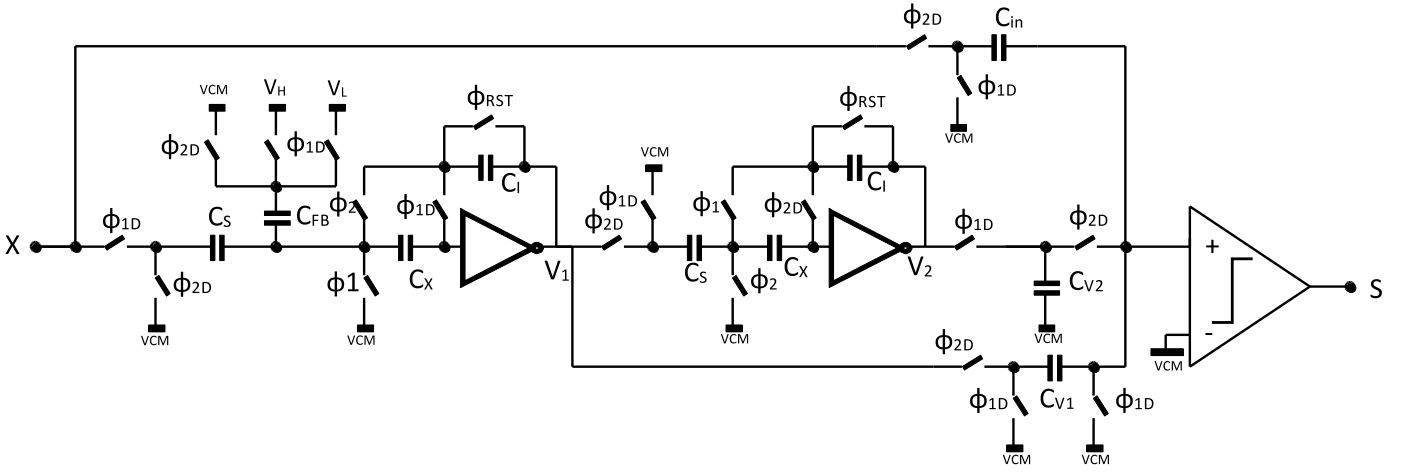 ϕ2D Cin
VCM VH VL ϕRST ϕRST ϕ1D
VCM
ϕ2D ϕ1D VCM
CI CI
ϕ1D CS CFB ϕ2 ϕ1D ϕ1D ϕ2D ϕ1 ϕ2D ϕ1D ϕ2D
X + S
ϕ2D ϕ1 CX V1 CS ϕ2 CX V2 CV2
-
VCM VCM VCM VCM VCM
ϕ2D
ϕ1D CV1 ϕ1D
VCM VCM